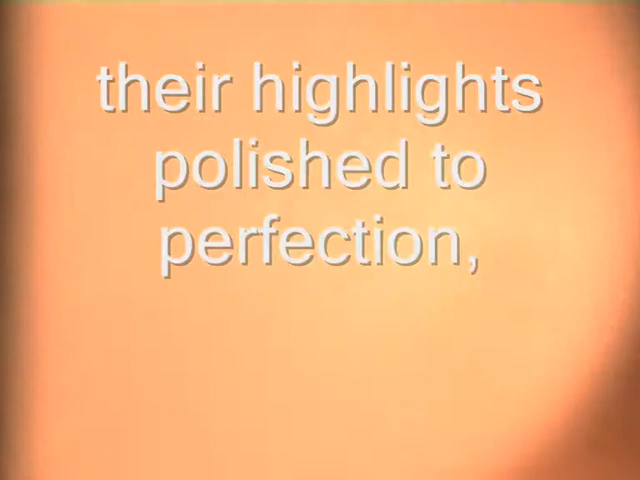 their highlights
polished to
perfection,